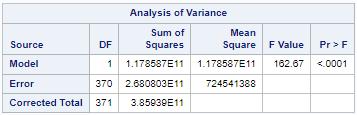 Analysis of Variance
Source DF Sum of Squares Mean Square F Value Pr > F
Model 1 1.178587E11 1.178587E11 162.67 <.0001
Error 370 2.680803E11 724541388
Corrected Total 371 3.85939E11